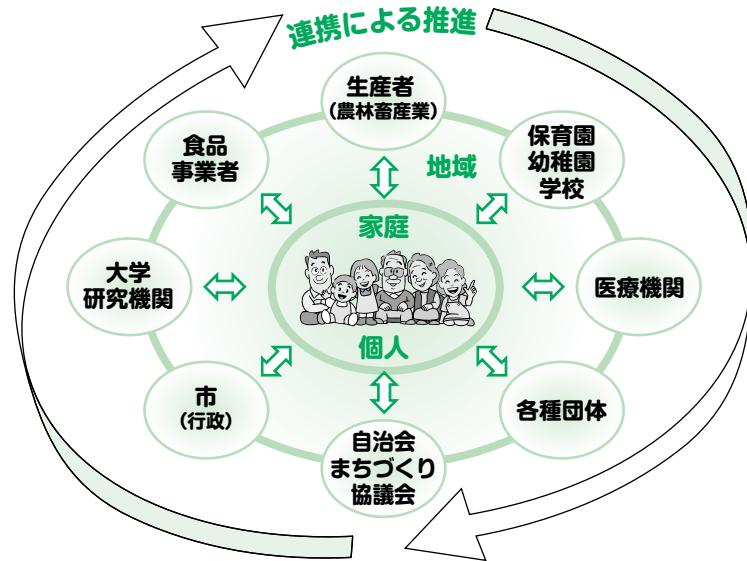 連携による推進
生産者
(農林畜産業)
食品
事業者
保育園
幼稚園
学校
地域
家庭
大学
研究機関
医療機関
個人
市
(行政)
各種団体
自治会
まちづくり
協議会